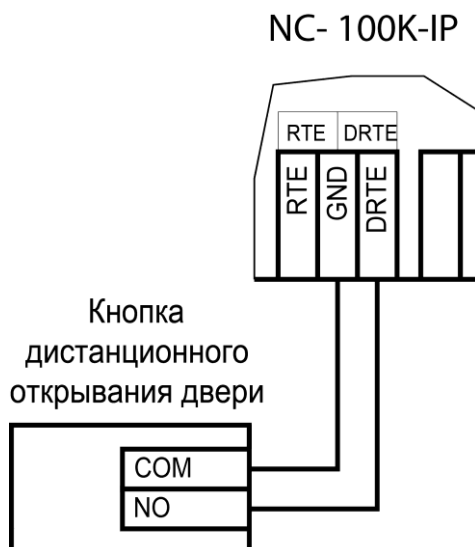 NC- 100K-IP
RTE DRTE
RTE GND DRTE
Кнопка
дистанционного
открывания двери
COM
NO